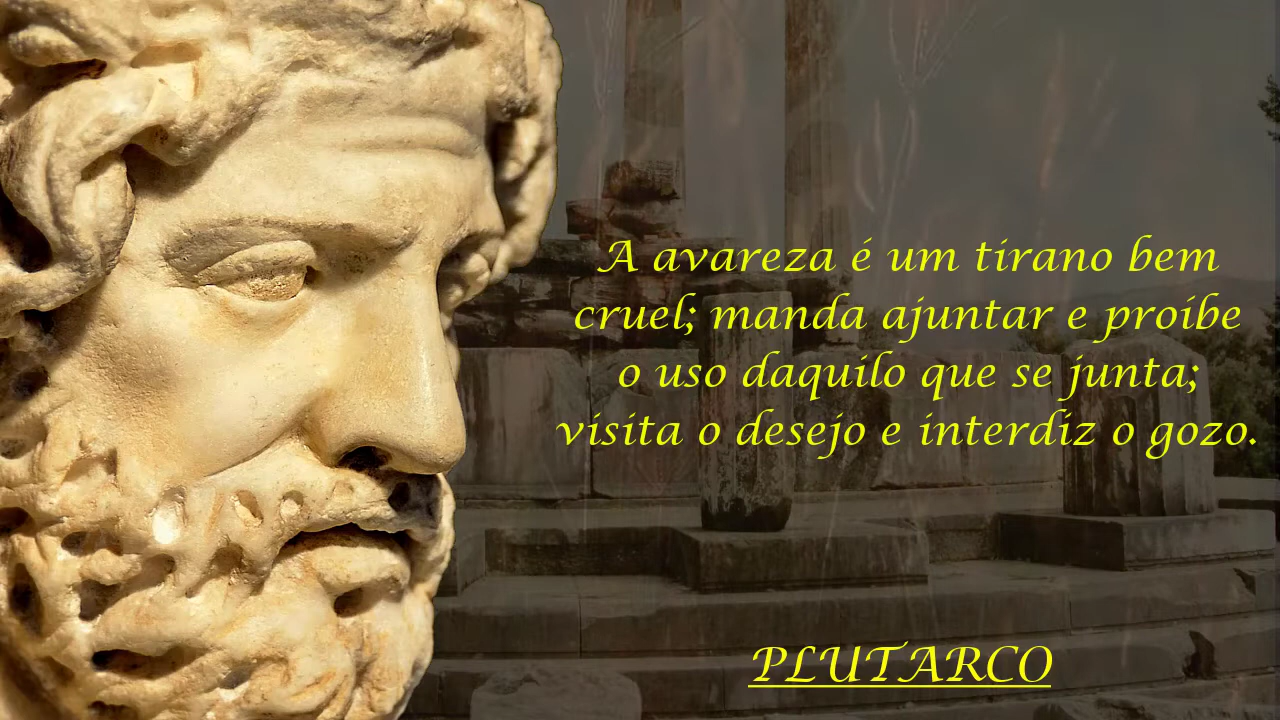 A avareza é um tirano bem
cruel; manda ajuntar e proíbe
o uso daquilo que se junta;
visita o desejo e interdiz o gozo.
PLUTARCO